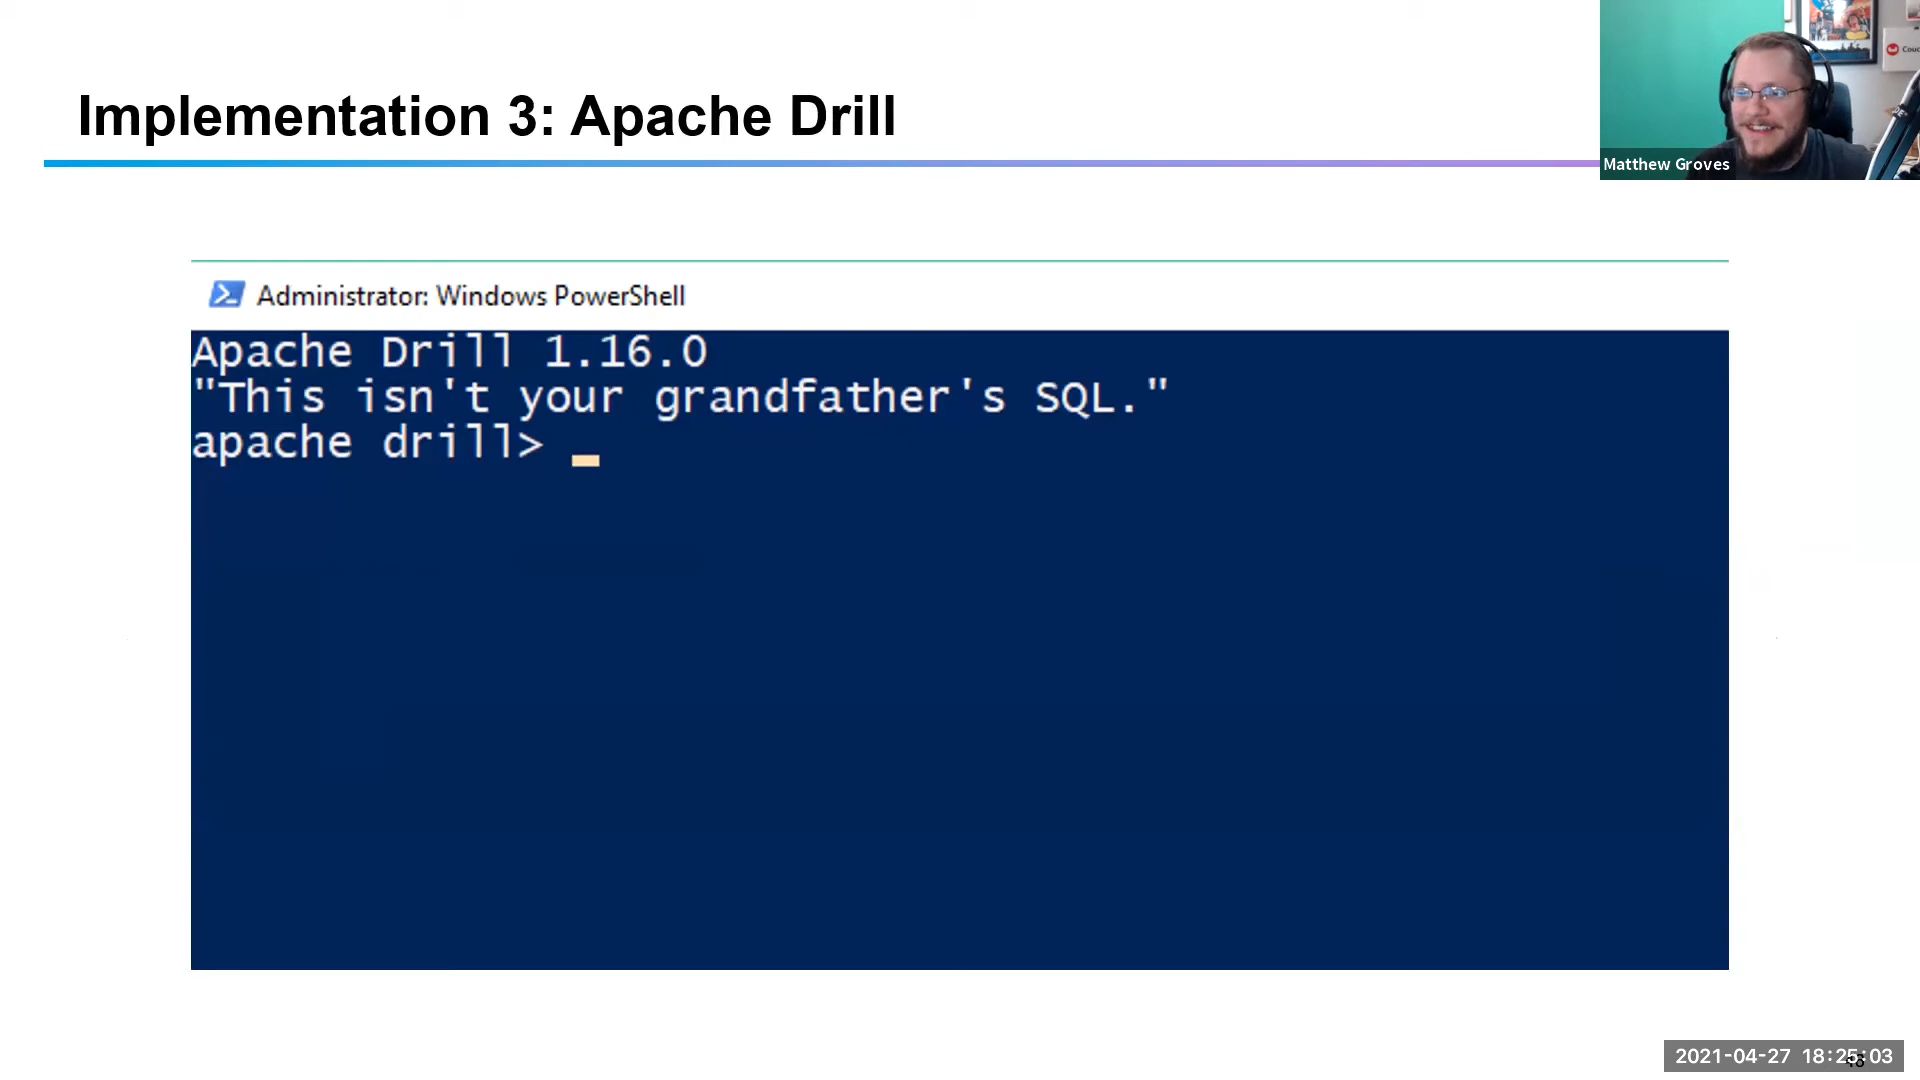 Implementation 3: Apache Drill
Couc
Matthew Groves
Administrator: Windows PowerShell
Apache Drill 1.16.0
"This isn't your grandfather's SQL."
apache drill>
2021-04-27 18:25:03